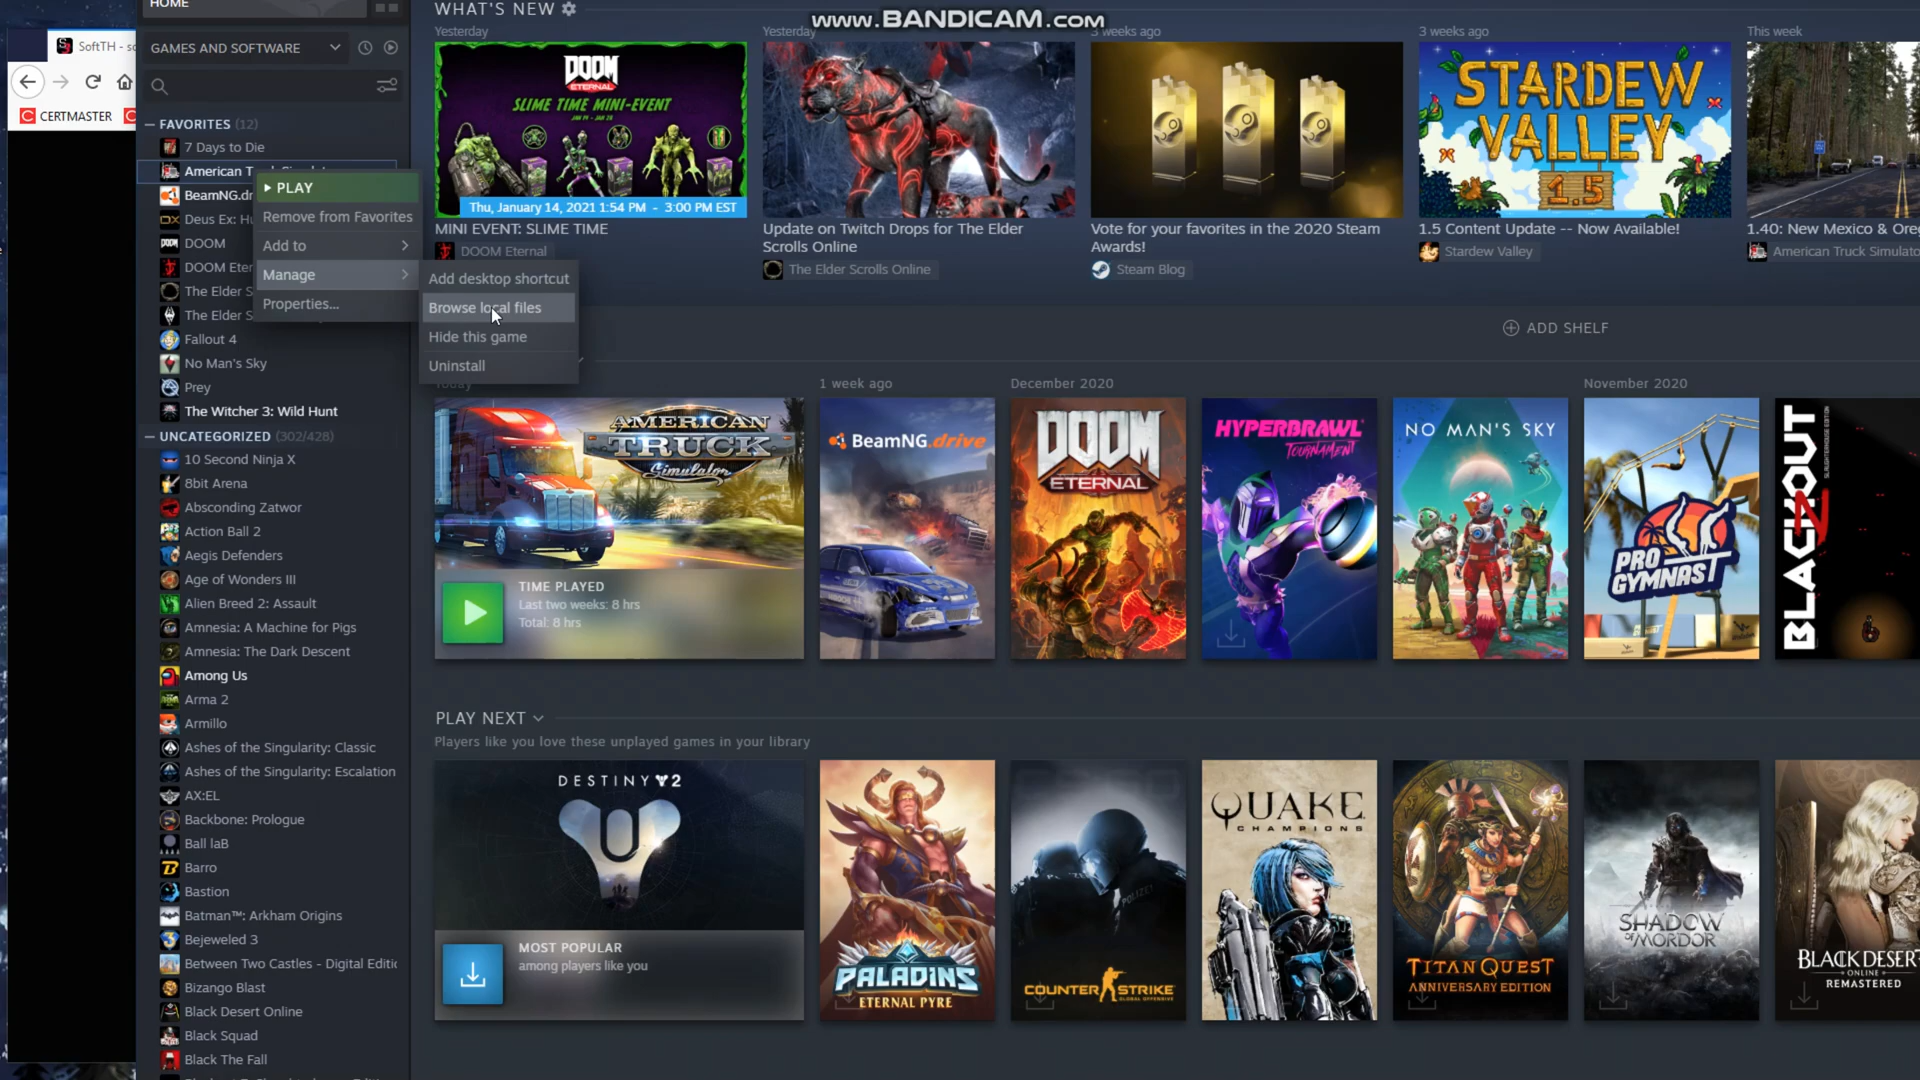 HOME
WHAT'S NEW
www.BANDICAM.com
SoftTH - so
GAMES AND SOFTWARE
CERTMASTER
Yesterday
Yesterday
3 weeks ago
3 weeks ago
This week
DOOM
ETERNAL
SLIME TIME MINI-EVENT
Thu, January 14, 2021 1:54 PM - 3:00 PM EST
STARDEW
VALLEY
1.5
MINI EVENT: SLIME TIME
DOOM Eternal
Update on Twitch Drops for The Elder
Scrolls Online
The Elder Scrolls Online
Vote for your favorites in the 2020 Steam
Awards!
Steam Blog
1.5 Content Update -- Now Available!
Stardew Valley
1.40: New Mexico & Ore
American Truck Simulato
FAVORITES (12)
7 Days to Die
American T
BeamNG.dr
Deus Ex: Hu
DOOM
DOOM Eter
The Elder S
The Elder S
Fallout 4
No Man's Sky
Prey
The Witcher 3: Wild Hunt
PLAY
Remove from Favorites
Add to
Manage
Properties...
Add desktop shortcut
Browse local files
Hide this game
Uninstall
ADD SHELF
UNCATEGORIZED (302/428)
10 Second Ninja X
8bit Arena
Absconding Zatwor
Action Ball 2
Aegis Defenders
Age of Wonders III
Alien Breed 2: Assault
Amnesia: A Machine for Pigs
Amnesia: The Dark Descent
Among Us
Arma 2
Armillo
Ashes of the Singularity: Classic
Ashes of the Singularity: Escalation
AX:EL
Backbone: Prologue
Ball laB
Barro
Bastion
Batman™: Arkham Origins
Bejeweled 3
Between Two Castles - Digital Editic
Bizango Blast
Black Desert Online
Black Squad
Black The Fall
Today
1 week ago
December 2020
November 2020
AMERICAN
TRUCK
Simulator
TIME PLAYED
Last two weeks: 8 hrs
Total: 8 hrs
BeamNG.drive
DOOM
ETERNAL
HYPERBRAWL
TOURNAMENT
NO MAN'S SKY
PRO
GYMNAST
BLACKOUT
Z
PLAY NEXT
Players like you love these unplayed games in your library
DESTINY 2
MOST POPULAR
among players like you
PALADINS
ETERNAL PYRE
POLIZEI
COUNTER STRIKE
GLOBAL OFFENSIVE
QUAKE
CHAMPIONS
TITAN QUEST
ANNIVERSARY EDITION
SHADOW
OF MORDOR
BLACK DESER
ONLINE
REMASTERED